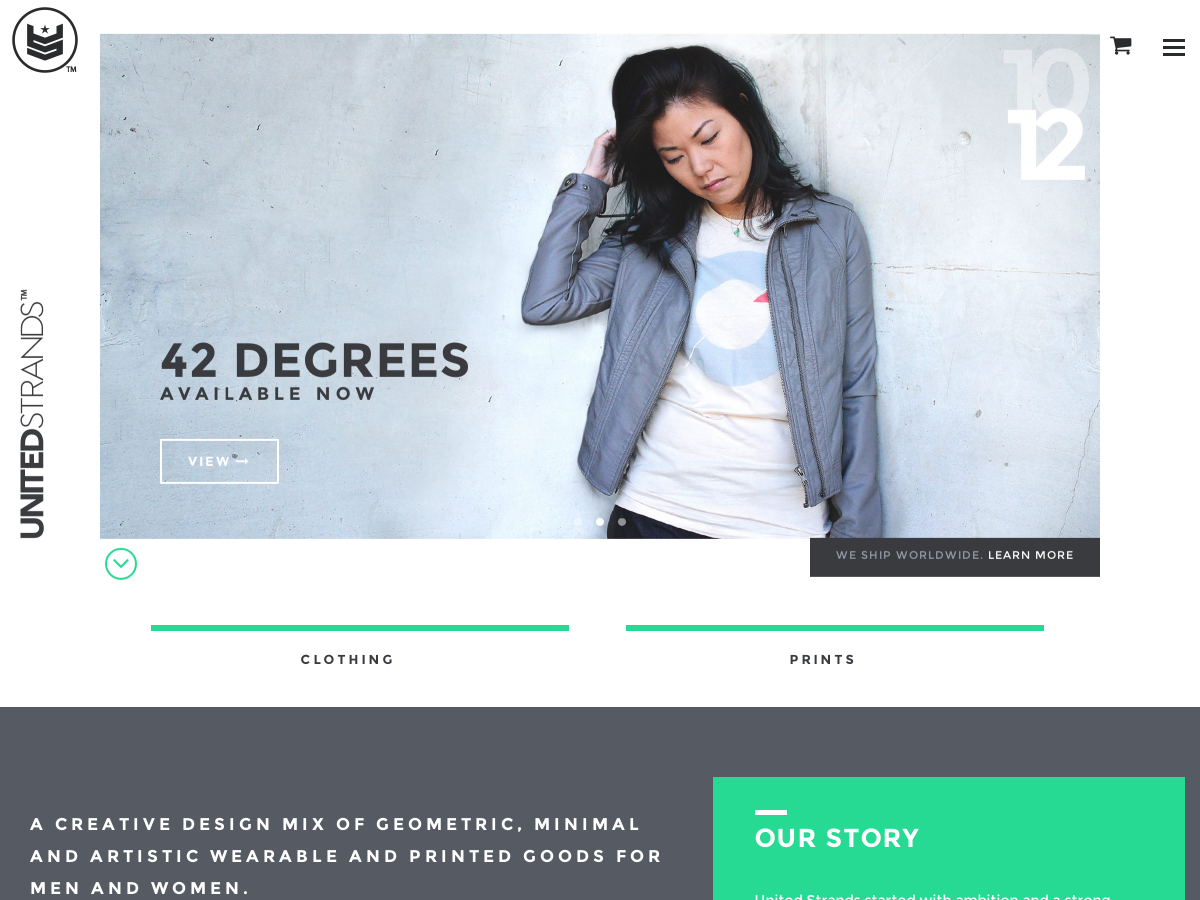 TM
10
12
UNITEDSTRANDS™
42 DEGREES
AVAILABLE NOW
VIEW →
WE SHIP WORLDWIDE. LEARN MORE
CLOTHING
PRINTS
A CREATIVE DESIGN MIX OF GEOMETRIC, MINIMAL
AND ARTISTIC WEARABLE AND PRINTED GOODS FOR
MEN AND WOMEN.
OUR STORY
United Strands started with ambition and a strong